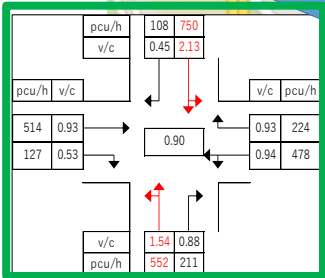 pcu/h 108 750
v/c 0.45 2.13
pcu/h v/c v/c pcu/h
514 0.93 0.93 224
0.90
127 0.53 0.94 478
v/c 1.54 0.88
pcu/h 552 211